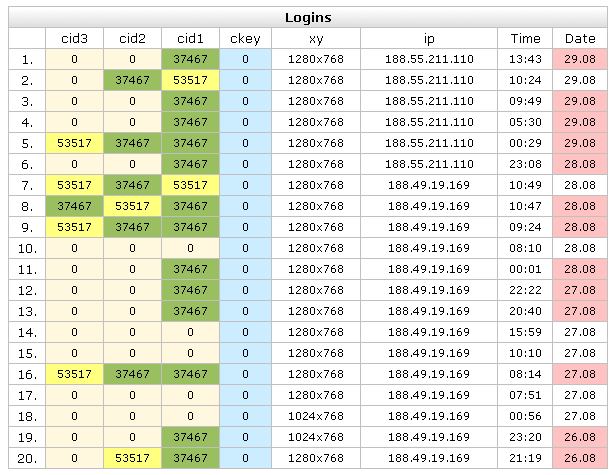 Logins
cid3 cid2 cid1 ckey xy ip Time Date
1. 0 0 37467 0 1280x768 188.55.211.110 13:43 29.08
2. 0 37467 53517 0 1280x768 188.55.211.110 10:24 29.08
3. 0 0 37467 0 1280x768 188.55.211.110 09:49 29.08
4. 0 0 37467 0 1280x768 188.55.211.110 05:30 29.08
5. 53517 37467 37467 0 1280x768 188.55.211.110 00:29 29.08
6. 0 0 37467 0 1280x768 188.55.211.110 23:08 28.08
7. 53517 37467 53517 0 1280x768 188.49.19.169 10:49 28.08
8. 37467 53517 37467 0 1280x768 188.49.19.169 10:47 28.08
9. 53517 37467 37467 0 1280x768 188.49.19.169 09:24 28.08
10. 0 0 0 0 1280x768 188.49.19.169 08:10 28.08
11. 0 0 37467 0 1280x768 188.49.19.169 00:01 28.08
12. 0 0 37467 0 1280x768 188.49.19.169 22:22 27.08
13. 0 0 37467 0 1280x768 188.49.19.169 20:40 27.08
14. 0 0 0 0 1280x768 188.49.19.169 15:59 27.08
15. 0 0 0 0 1280x768 188.49.19.169 10:10 27.08
16. 53517 37467 37467 0 1280x768 188.49.19.169 08:14 27.08
17. 0 0 0 0 1280x768 188.49.19.169 07:51 27.08
18. 0 0 0 0 1024x768 188.49.19.169 00:56 27.08
19. 0 0 37467 0 1024x768 188.49.19.169 23:20 26.08
20. 0 53517 37467 0 1280x768 188.49.19.169 21:19 26.08